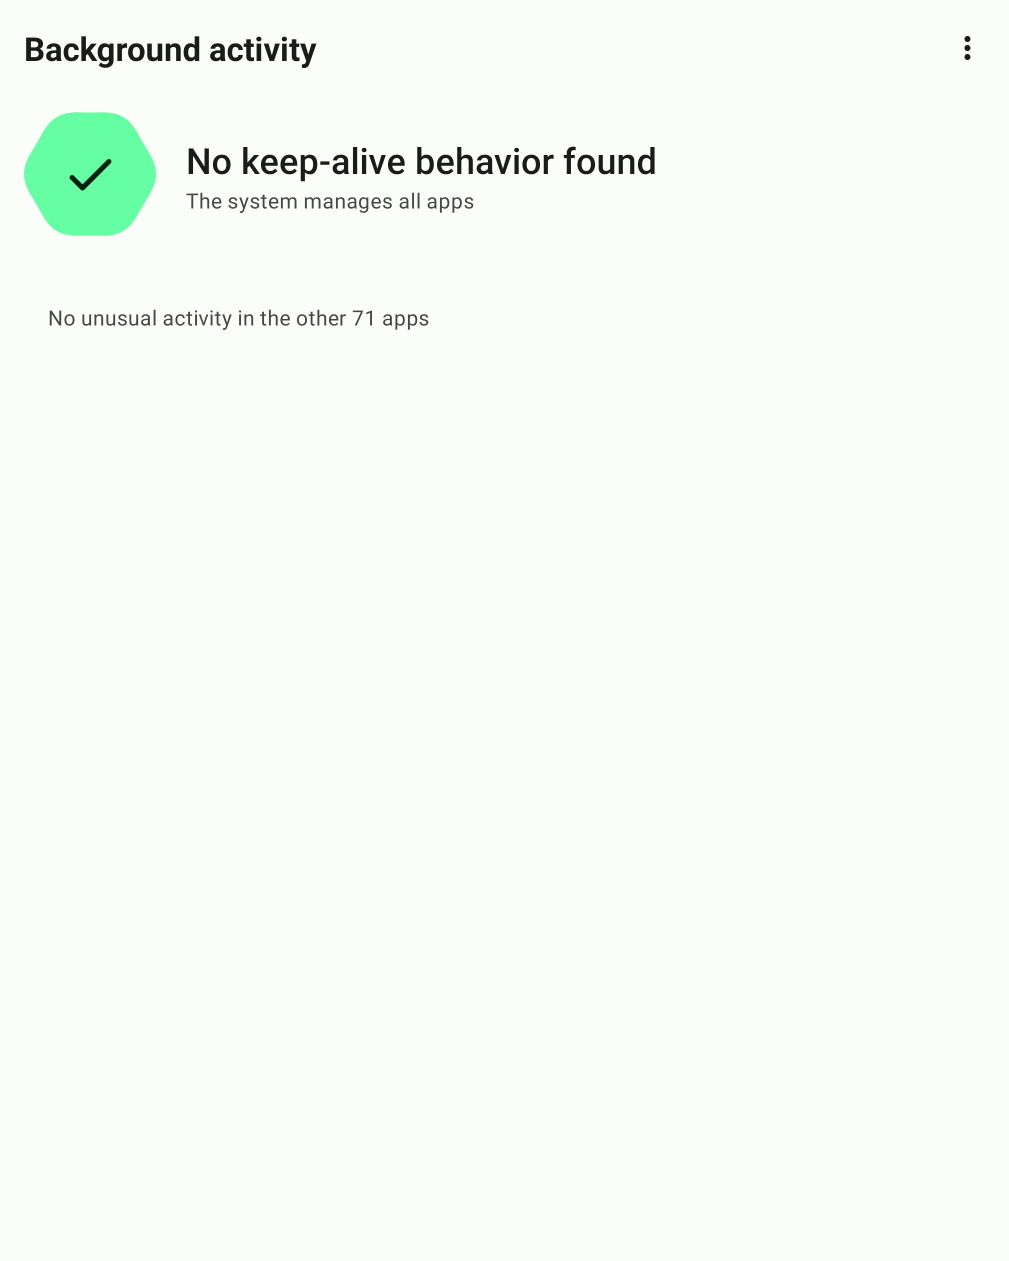 Background activity
No keep-alive behavior found
The system manages all apps
No unusual activity in the other 71 apps